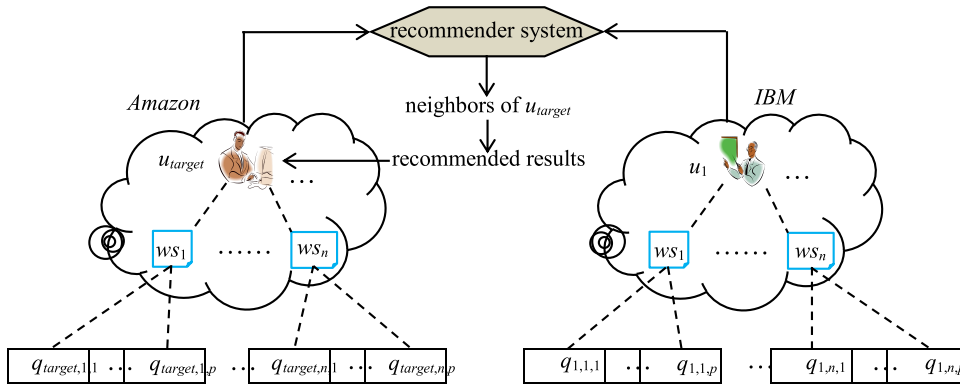 recommender system
Amazon
neighbors of u_target
IBM
u_target
recommended results
...
u_1
...
ws_1 ...... ws_n
ws_1 ...... ws_n
q_target,1,1 ... q_target,1,p ... q_target,n,1 ... q_target,n,p
q_1,1,1 ... q_1,1,p ... q_1,n,1 ... q_1,n,p